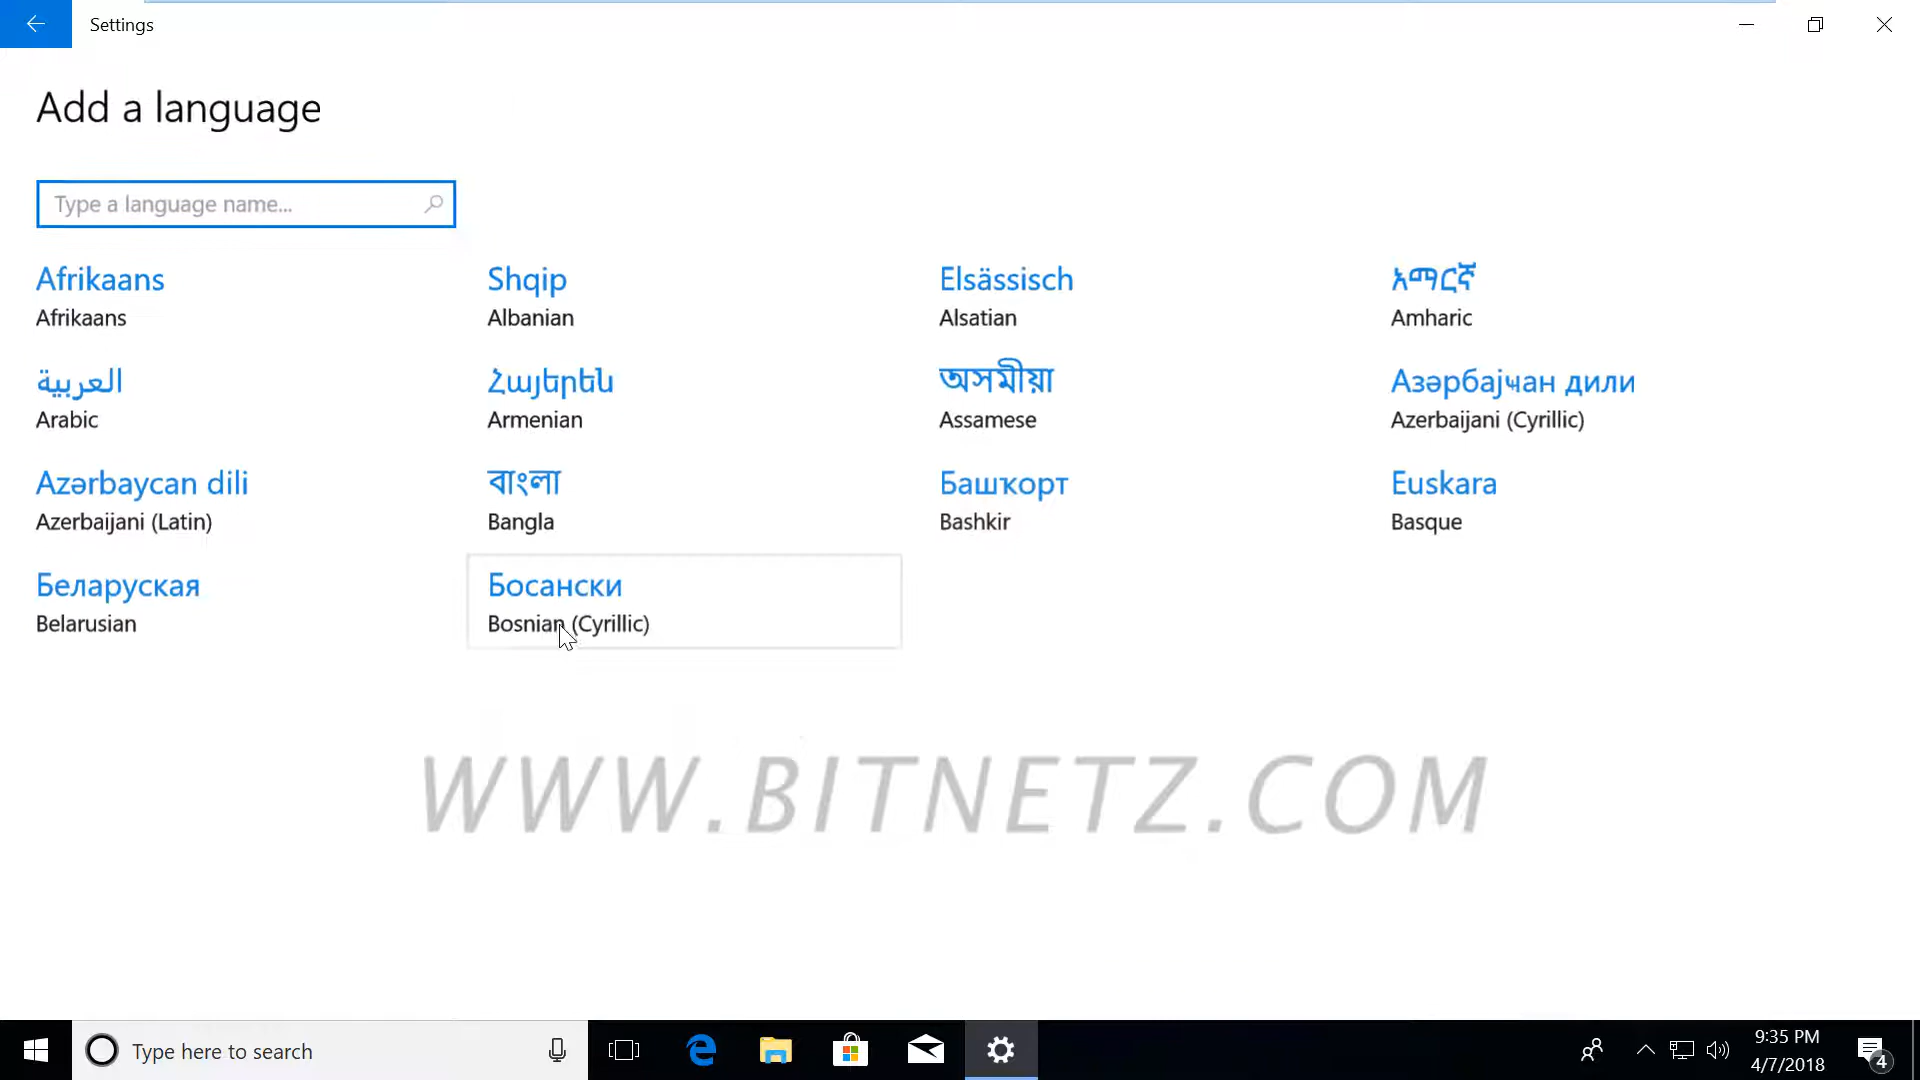 Settings
Add a language
Type a language name...
Afrikaans
Afrikaans
Shqip
Albanian
Elsässisch
Alsatian
አማርኛ
Amharic
العربية
Arabic
Հայերեն
Armenian
অসমীয়া
Assamese
Азәрбајҹан дили
Azerbaijani (Cyrillic)
Azərbaycan dili
Azerbaijani (Latin)
বাংলা
Bangla
Башҡорт
Bashkir
Euskara
Basque
Беларуская
Belarusian
Босански
Bosnian (Cyrillic)
WWW.BITNETZ.COM
Type here to search
9:35 PM
4/7/2018
4